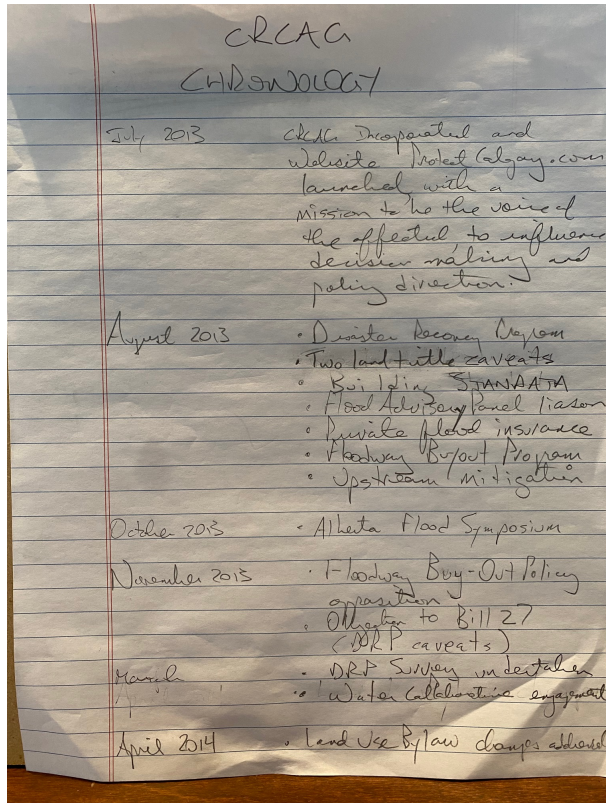 CRCAG
CHRONOLOGY
July 2013 CRCAG Incorporated and
website ProtectCalgary.com
launched, with a
mission to be the voice of
the affected, to influence
decision making and
policy direction.
August 2013 • Disaster Recovery Program
• Two land title caveats
• Building STANDATA
• Flood Advisory Panel liason
• Private flood insurance
• Floodway Buyout Program
• Upstream mitigation
October 2013 • Alberta Flood Symposium
November 2013 • Floodway Buy-Out Policy
opposition
• Objection to Bill 27
(DRP caveats)
March • DRP Survey undertaken
• Water Collaborative engagement
April 2014 • Land Use Bylaw changes addressed